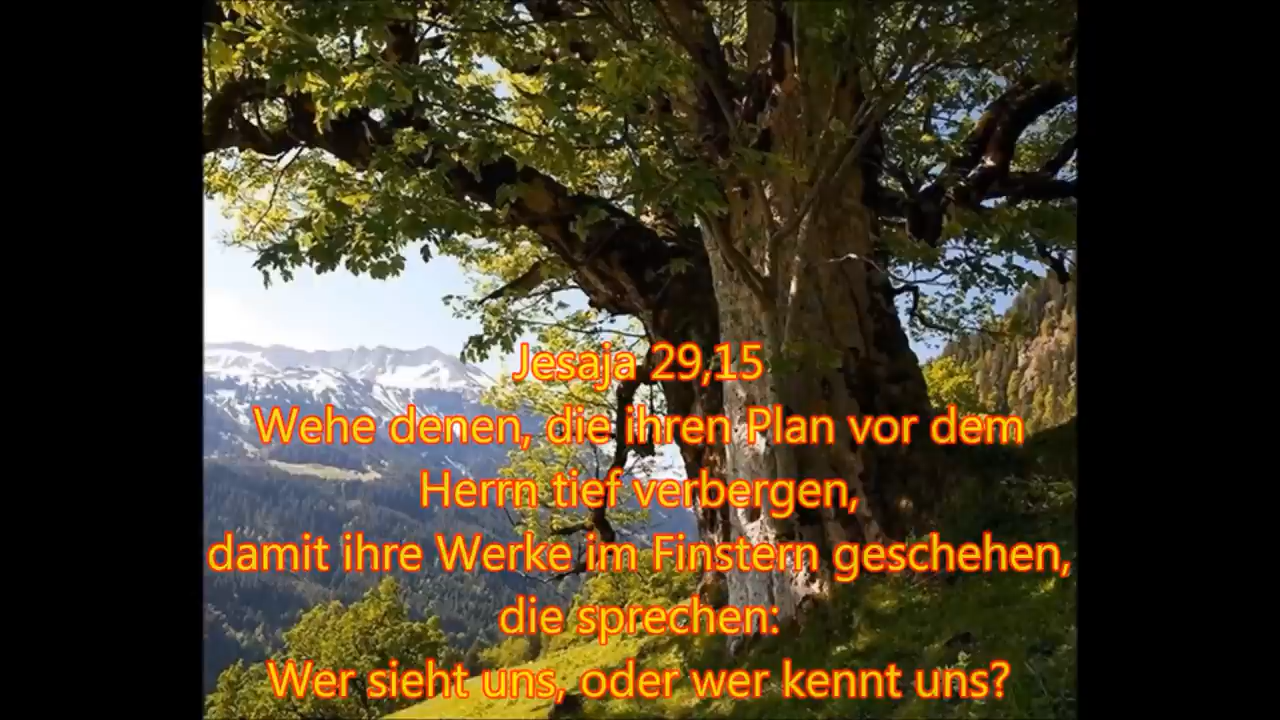 Jesaja 29,15
Wehe denen, die ihren Plan vor dem
Herrn tief verbergen,
damit ihre Werke im Finstern geschehen,
die sprechen:
Wer sieht uns, oder wer kennt uns?